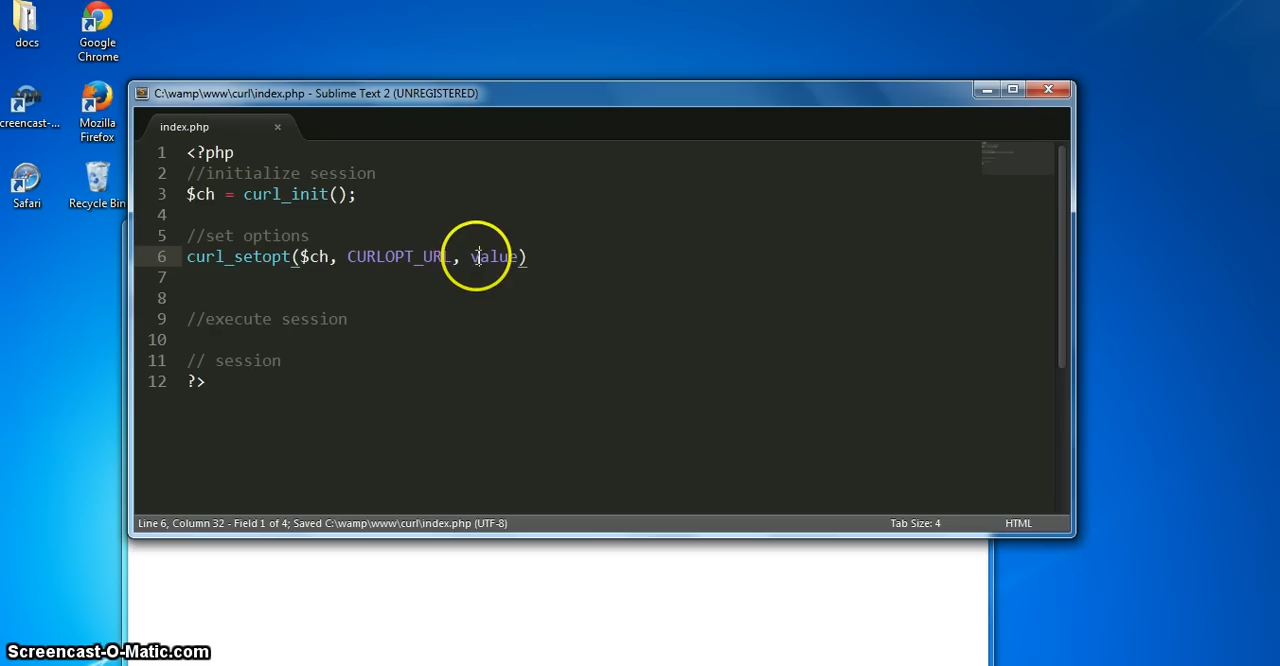 docs
Google
Chrome
creencast-...
Mozilla
Firefox
Safari
Recycle Bin
C:\wamp\www\curl\index.php - Sublime Text 2 (UNREGISTERED)
index.php
1 <?php
2 //initialize session
3 $ch = curl_init();
4
5 //set options
6 curl_setopt($ch, CURLOPT_URL, value)
7
8
9 //execute session
10
11 // session
12 ?>
Line 6, Column 32 - Field 1 of 4; Saved C:\wamp\www\curl\index.php (UTF-8)
Tab Size: 4
HTML
Screencast-O-Matic.com